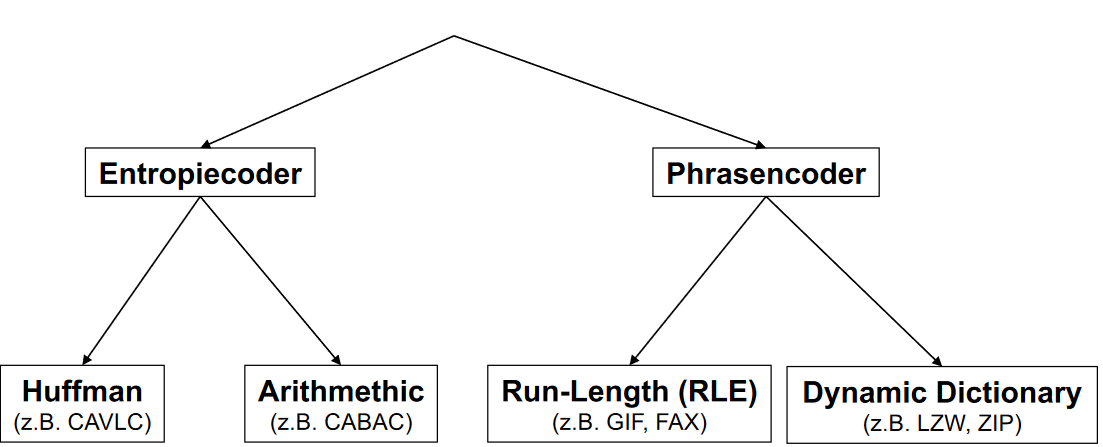 Entropiecoder
Phrasencoder
Huffman
(z.B. CAVLC)
Arithmethic
(z.B. CABAC)
Run-Length (RLE)
(z.B. GIF, FAX)
Dynamic Dictionary
(z.B. LZW, ZIP)